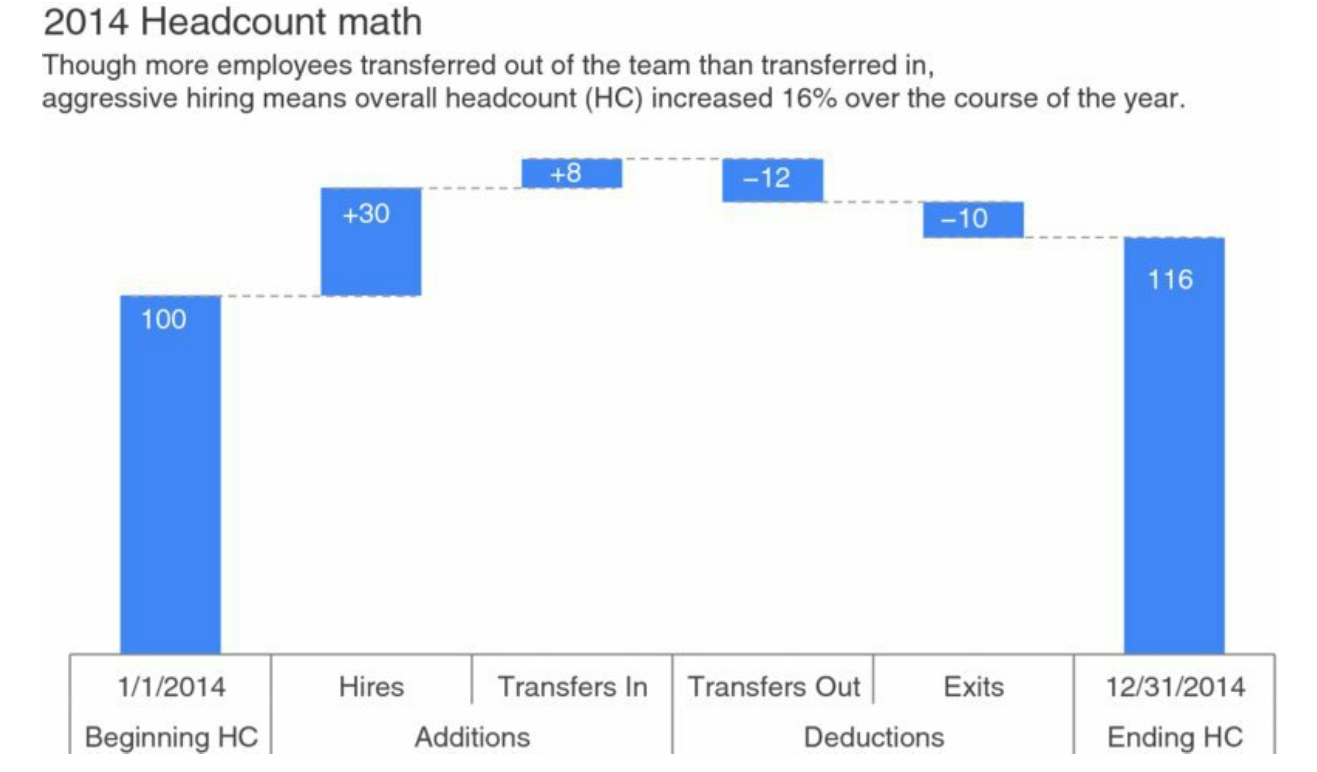 2014 Headcount math
Though more employees transferred out of the team than transferred in,
aggressive hiring means overall headcount (HC) increased 16% over the course of the year.
+8
−12
+30
−10
116
100
1/1/2014 Hires Transfers In Transfers Out Exits 12/31/2014
Beginning HC Additions Deductions Ending HC